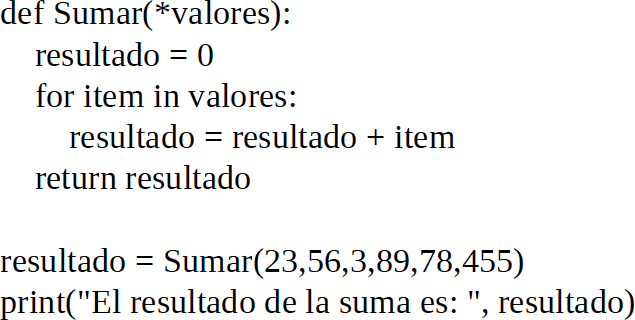 def Sumar(*valores):
    resultado = 0
    for item in valores:
        resultado = resultado + item
    return resultado

resultado = Sumar(23,56,3,89,78,455)
print("El resultado de la suma es: ", resultado)